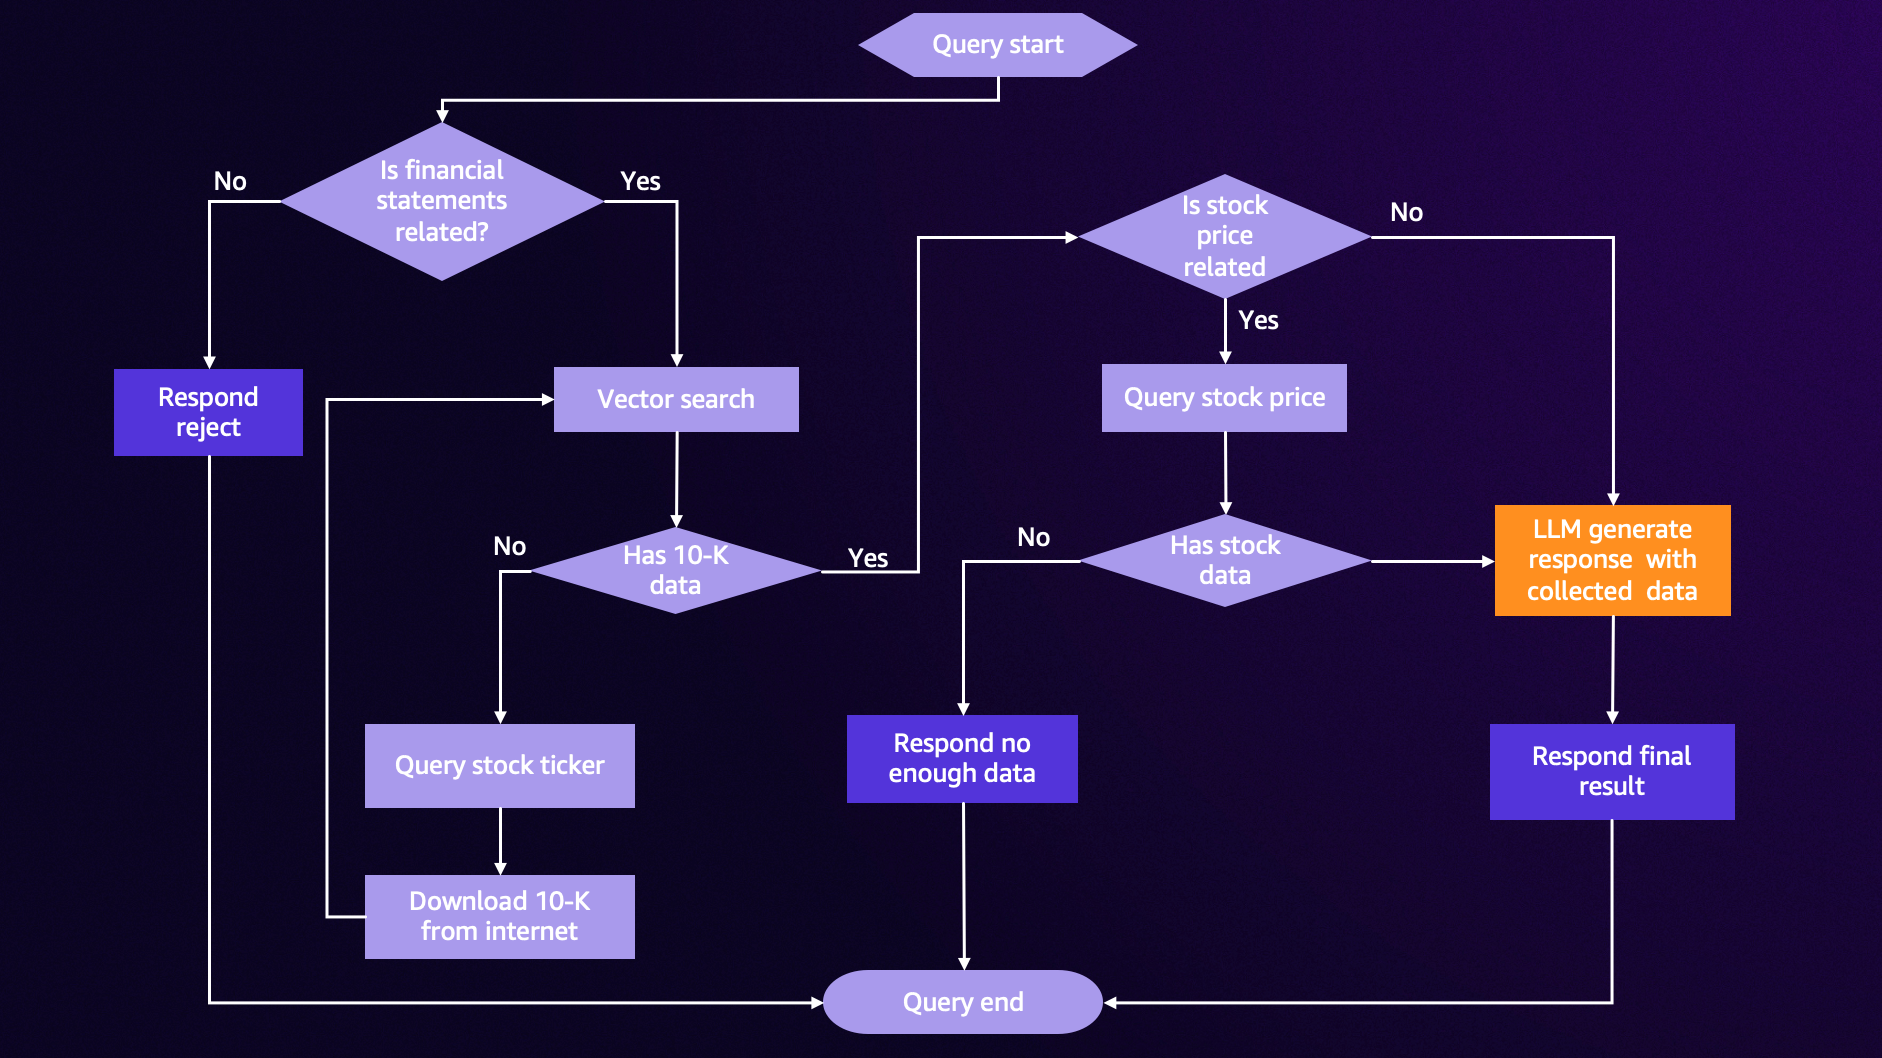 Query start
Is financial
statements
related?
No
Yes
Respond
reject
Vector search
Has 10-K
data
No
Yes
Query stock ticker
Download 10-K
from internet
Is stock
price
related
No
Yes
Query stock price
Has stock
data
No
LLM generate
response with
collected data
Respond no
enough data
Respond final
result
Query end